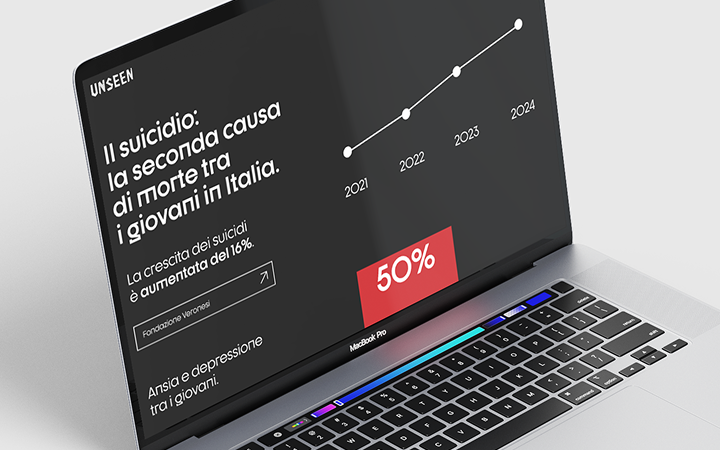 UNSEEN
Il suicidio:
la seconda causa
di morte tra
i giovani in Italia.
La crescita dei suicidi
è aumentata del 16%.
Fondazione Veronesi
Ansia e depressione
tra i giovani.
2021
2022
2023
2024
50%
MacBook Pro